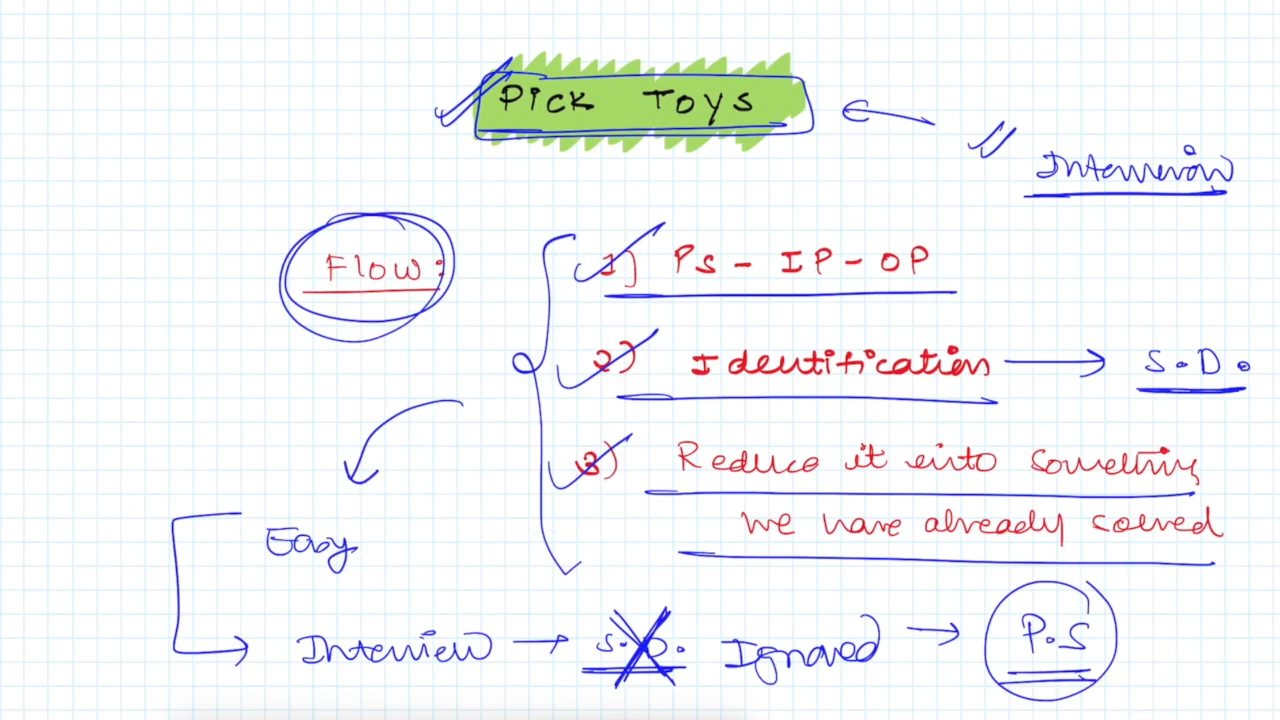 PICK TOYS
Interview
Flow:
1) PS - IP - OP
2) Identification → S.D.
3) Reduce it into something
we have already solved
Easy
Interview → S.D. Ignored → P.S